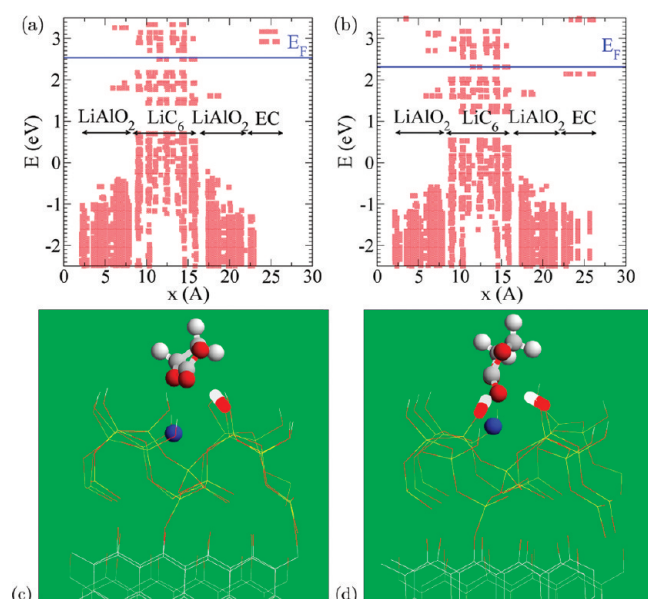 (a)
(b)
3
2
1
0
-1
-2
E (eV)
E_F
LiAlO₂ LiC₆ LiAlO₂ EC
0 5 10 15 20 25 30
x (A)
3
2
1
0
-1
-2
E (eV)
E_F
LiAlO₂ LiC₆ LiAlO₂ EC
0 5 10 15 20 25 30
x (A)
(c)
(d)